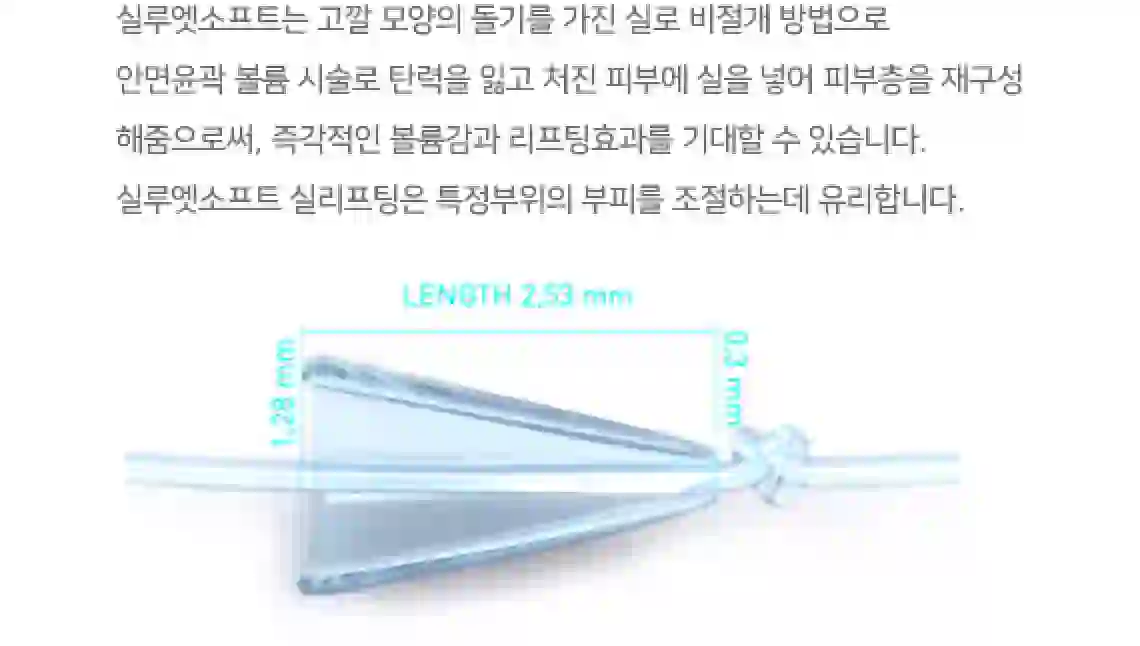 실루엣소프트는 고깔 모양의 돌기를 가진 실로 비절개 방법으로
안면윤곽 볼륨 시술로 탄력을 잃고 처진 피부에 실을 넣어 피부층을 재구성
해줌으로써, 즉각적인 볼륨감과 리프팅효과를 기대할 수 있습니다.
실루엣소프트 실리프팅은 특정부위의 부피를 조절하는데 유리합니다.
LENGTH 2,53 mm
0,3 mm
1,28 mm